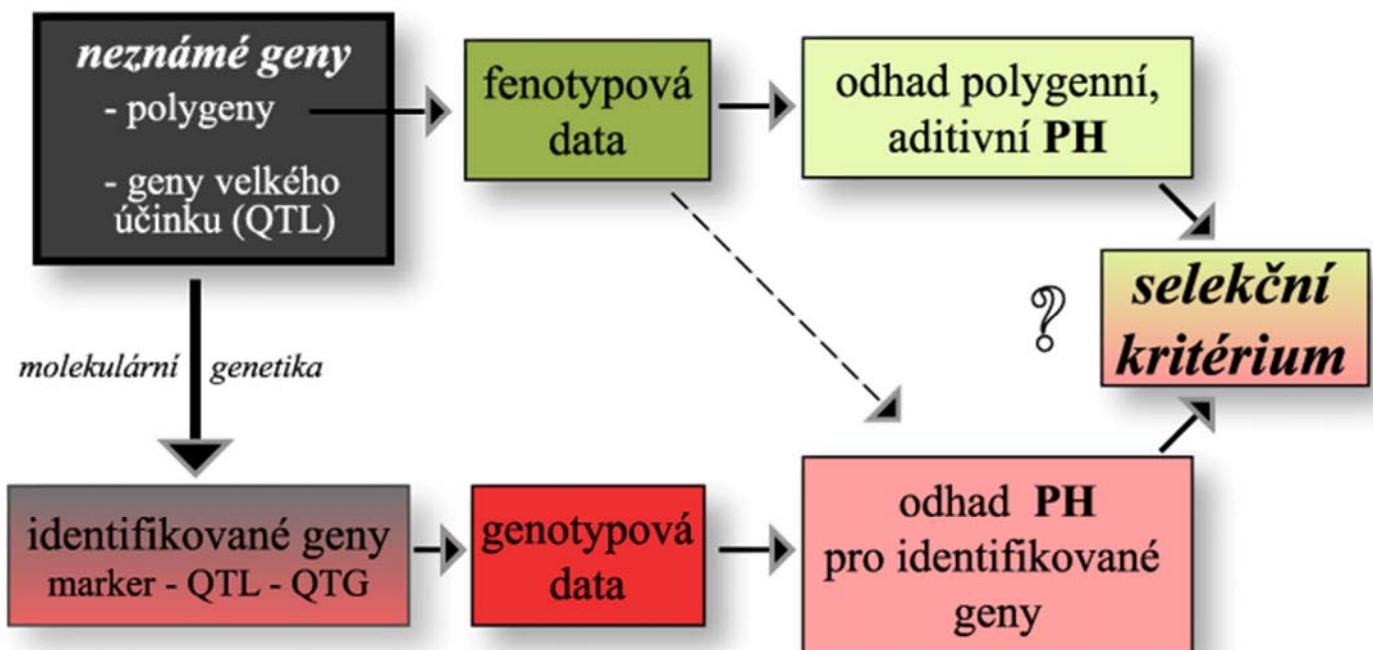 neznámé geny
- polygeny
- geny velkého
účinku (QTL)
fenotypová
data
odhad polygenní,
aditivní PH
molekulární genetika
?
selekční
kritérium
identifikované geny
marker - QTL - QTG
genotypová
data
odhad PH
pro identifikované
geny